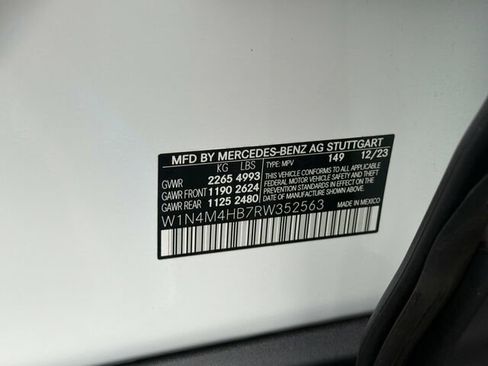 MFD BY MERCEDES-BENZ AG STUTTGART
KG LBS TYPE: MPV 149 12/23
GVWR 2265 4993 THIS VEHICLE CONFORMS TO ALL APPLICABLE
GAWR FRONT 1190 2624 FEDERAL MOTOR VEHICLE SAFETY AND THEFT
GAWR REAR 1125 2480 PREVENTION STANDARDS IN EFFECT ON THE DATE OF MANUFACTURE SHOWN ABOVE.
W1N4M4HB7RW352563 MADE IN MEXICO